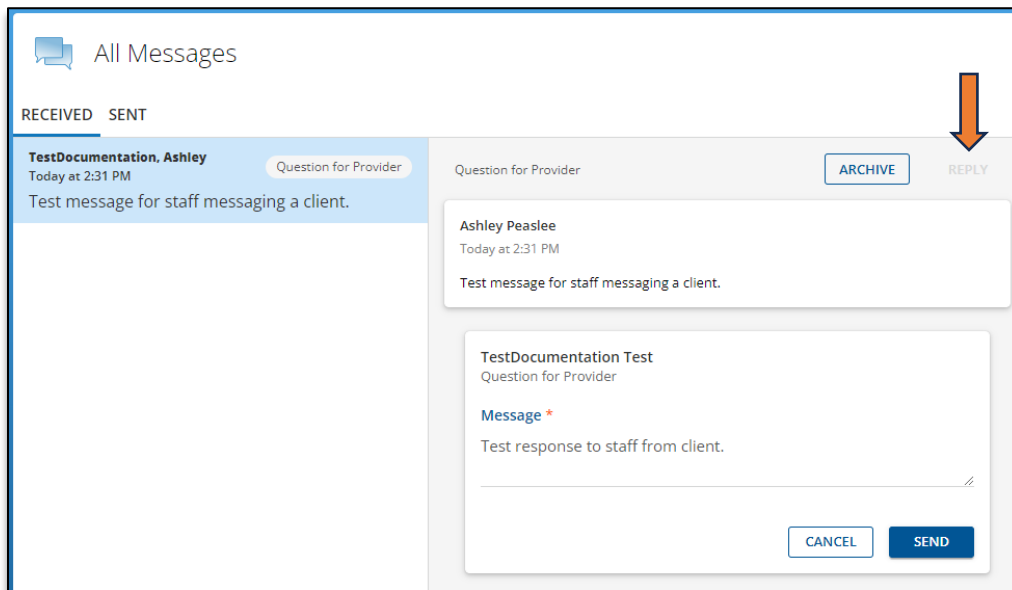 All Messages
RECEIVED SENT
TestDocumentation, Ashley
Today at 2:31 PM
Question for Provider
Test message for staff messaging a client.
Question for Provider
ARCHIVE
REPLY
Ashley Peaslee
Today at 2:31 PM
Test message for staff messaging a client.
TestDocumentation Test
Question for Provider
Message *
Test response to staff from client.
CANCEL
SEND